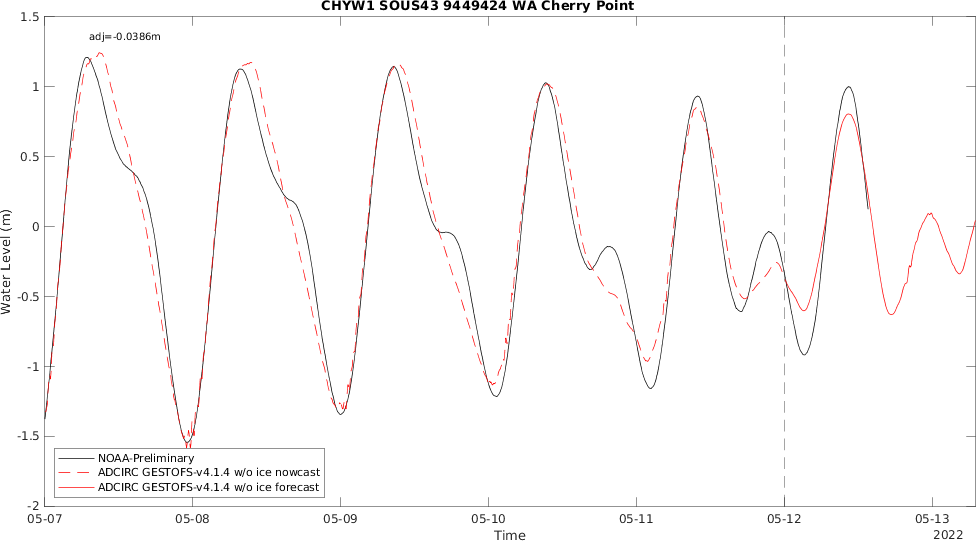 CHYW1 SOUS43 9449424 WA Cherry Point
adj=-0.0386m
1.5
1
0.5
0
-0.5
-1
-1.5
-2
Water Level (m)
NOAA-Preliminary
ADCIRC GESTOFS-v4.1.4 w/o ice nowcast
ADCIRC GESTOFS-v4.1.4 w/o ice forecast
05-07 05-08 05-09 05-10 05-11 05-12 05-13
Time
2022